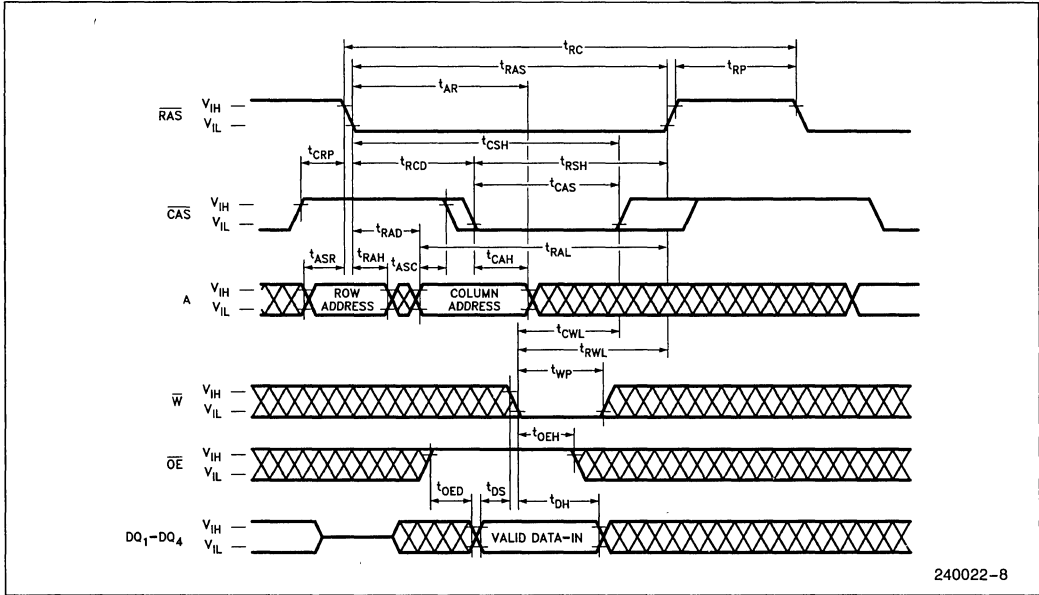 tRC
tRAS
tRP
tAR
RAS
VIH
VIL
tCSH
tCRP
tRCD
tRSH
tCAS
CAS
VIH
VIL
tRAD
tRAL
tASR
tRAH
tASC
tCAH
A
VIH
VIL
ROW
ADDRESS
COLUMN
ADDRESS
tCWL
tRWL
tWP
W
VIH
VIL
tOEH
OE
VIH
VIL
tOED
tDS
tDH
DQ1–DQ4
VIH
VIL
VALID DATA-IN
240022–8